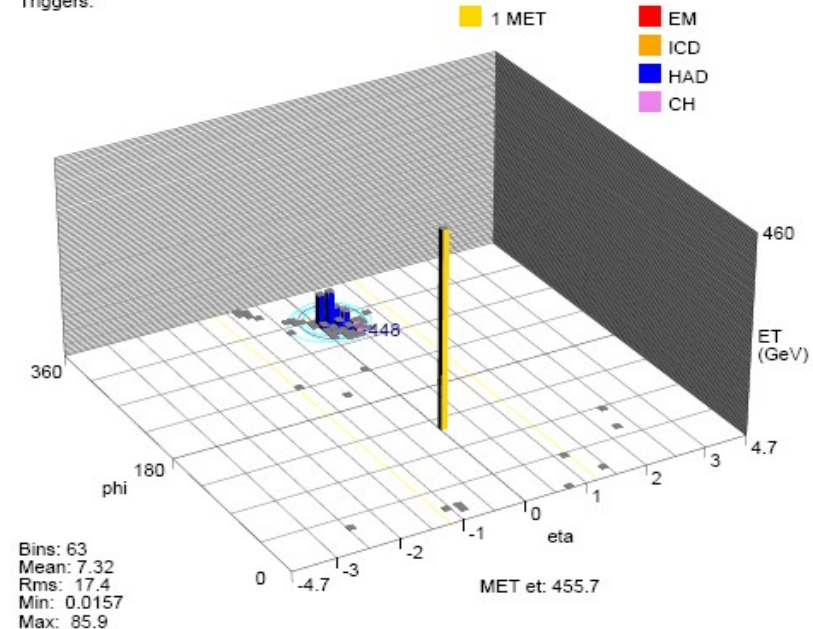 Triggers:
1 MET
EM
ICD
HAD
CH
460
448
ET
(GeV)
360
4.7
180
3
phi
2
1
0
eta
-1
-2
-3
0
-4.7
MET et: 455.7
Bins: 63
Mean: 7.32
Rms: 17.4
Min: 0.0157
Max: 85.9